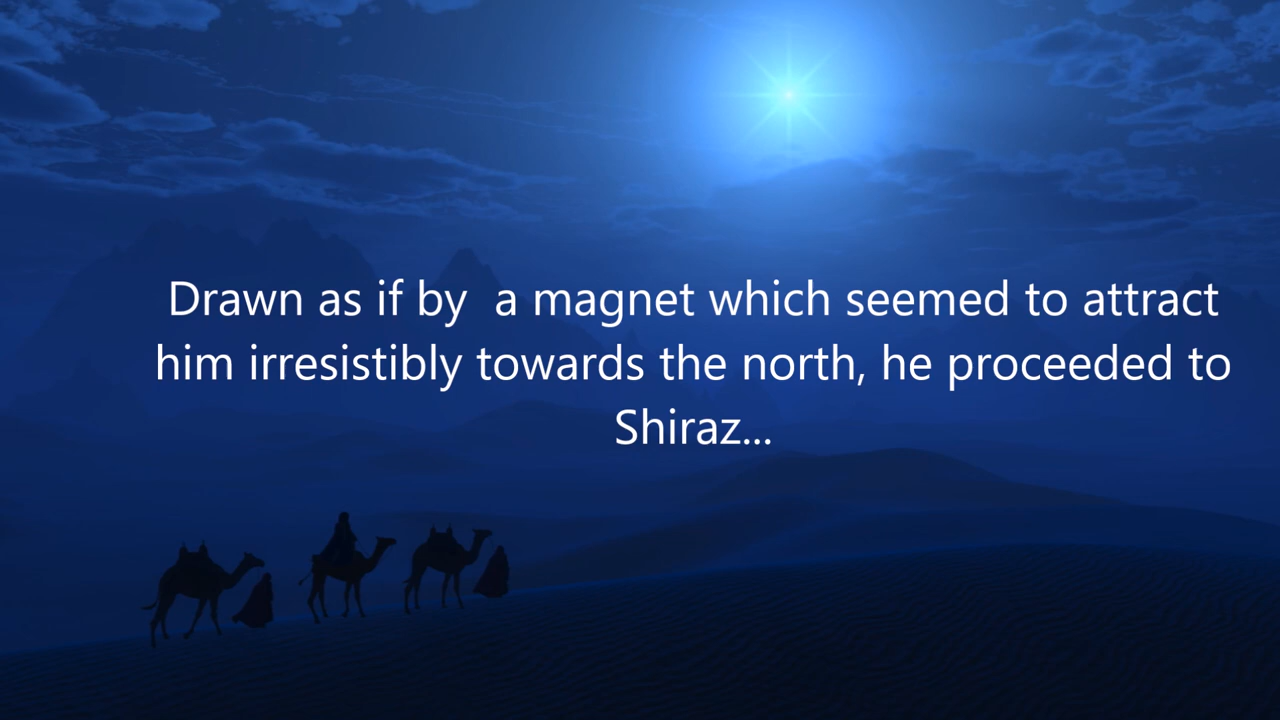 Drawn as if by  a magnet which seemed to attract
him irresistibly towards the north, he proceeded to
Shiraz...